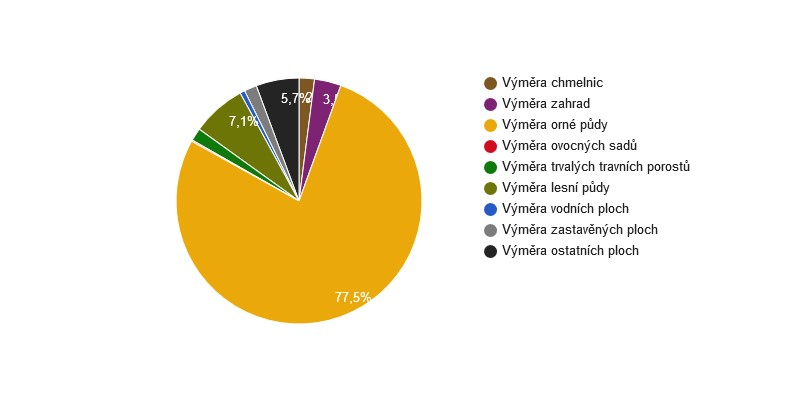 5,7%
7,1%
77,5%
Výměra chmelnic
Výměra zahrad
Výměra orné půdy
Výměra ovocných sadů
Výměra trvalých travních porostů
Výměra lesní půdy
Výměra vodních ploch
Výměra zastavěných ploch
Výměra ostatních ploch